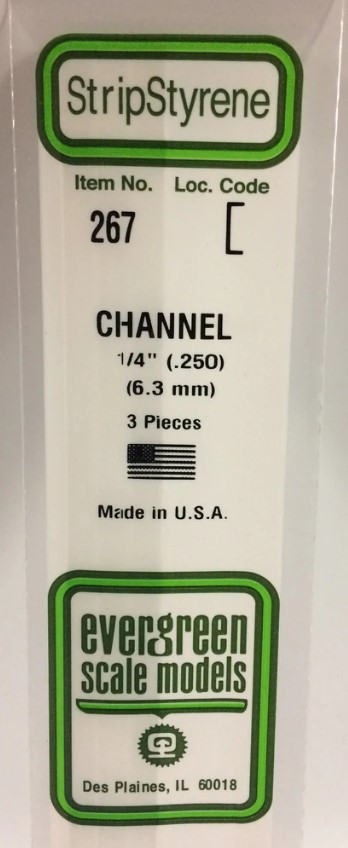 StripStyrene
Item No. Loc. Code
267 [
CHANNEL
1/4" (.250)
(6.3 mm)
3 Pieces
Made in U.S.A.
evergreen
scale models
Des Plaines, IL 60018